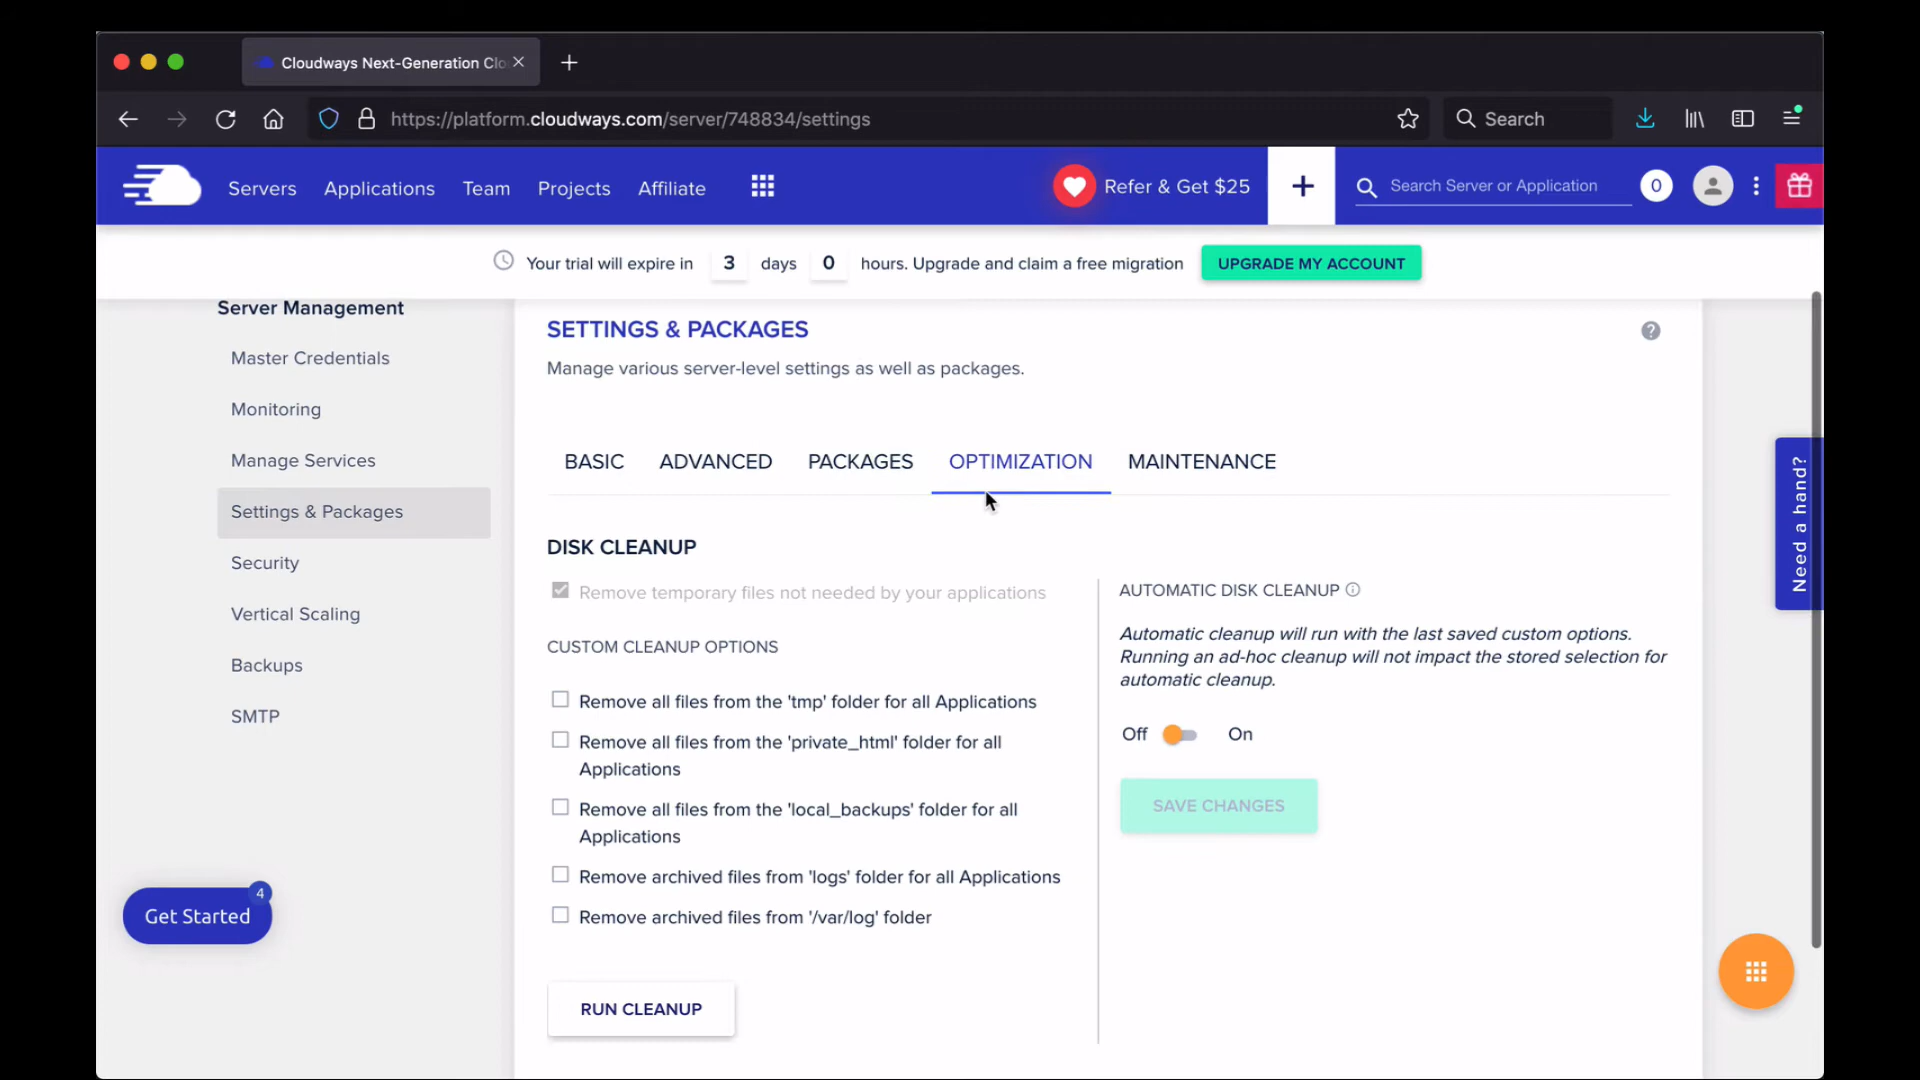 Cloudways Next-Generation Clo
https://platform.cloudways.com/server/748834/settings
Search
Servers
Applications
Team
Projects
Affiliate
Refer & Get $25
+
Search Server or Application
0
Your trial will expire in 3 days 0 hours. Upgrade and claim a free migration
UPGRADE MY ACCOUNT
Server Management
Master Credentials
Monitoring
Manage Services
Settings & Packages
Security
Vertical Scaling
Backups
SMTP
SETTINGS & PACKAGES
?
Manage various server-level settings as well as packages.
BASIC
ADVANCED
PACKAGES
OPTIMIZATION
MAINTENANCE
DISK CLEANUP
Remove temporary files not needed by your applications
CUSTOM CLEANUP OPTIONS
Remove all files from the 'tmp' folder for all Applications
Remove all files from the 'private_html' folder for all
Applications
Remove all files from the 'local_backups' folder for all
Applications
Remove archived files from 'logs' folder for all Applications
Remove archived files from '/var/log' folder
RUN CLEANUP
AUTOMATIC DISK CLEANUP
Automatic cleanup will run with the last saved custom options.
Running an ad-hoc cleanup will not impact the stored selection for
automatic cleanup.
Off
On
SAVE CHANGES
Need a hand?
4
Get Started